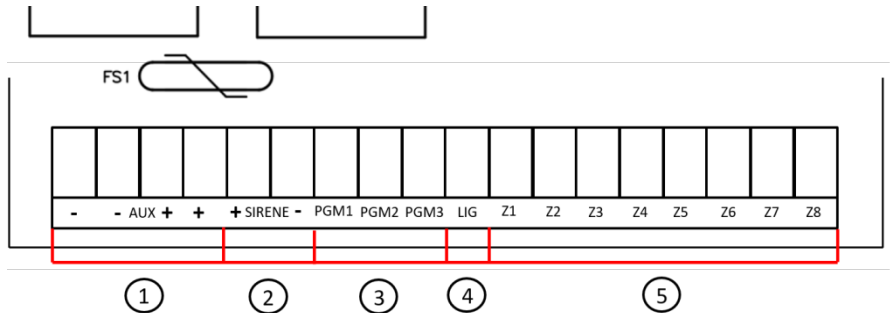 FS1
- - AUX + + + SIRENE - PGM1 PGM2 PGM3 LIG Z1 Z2 Z3 Z4 Z5 Z6 Z7 Z8
1 2 3 4 5